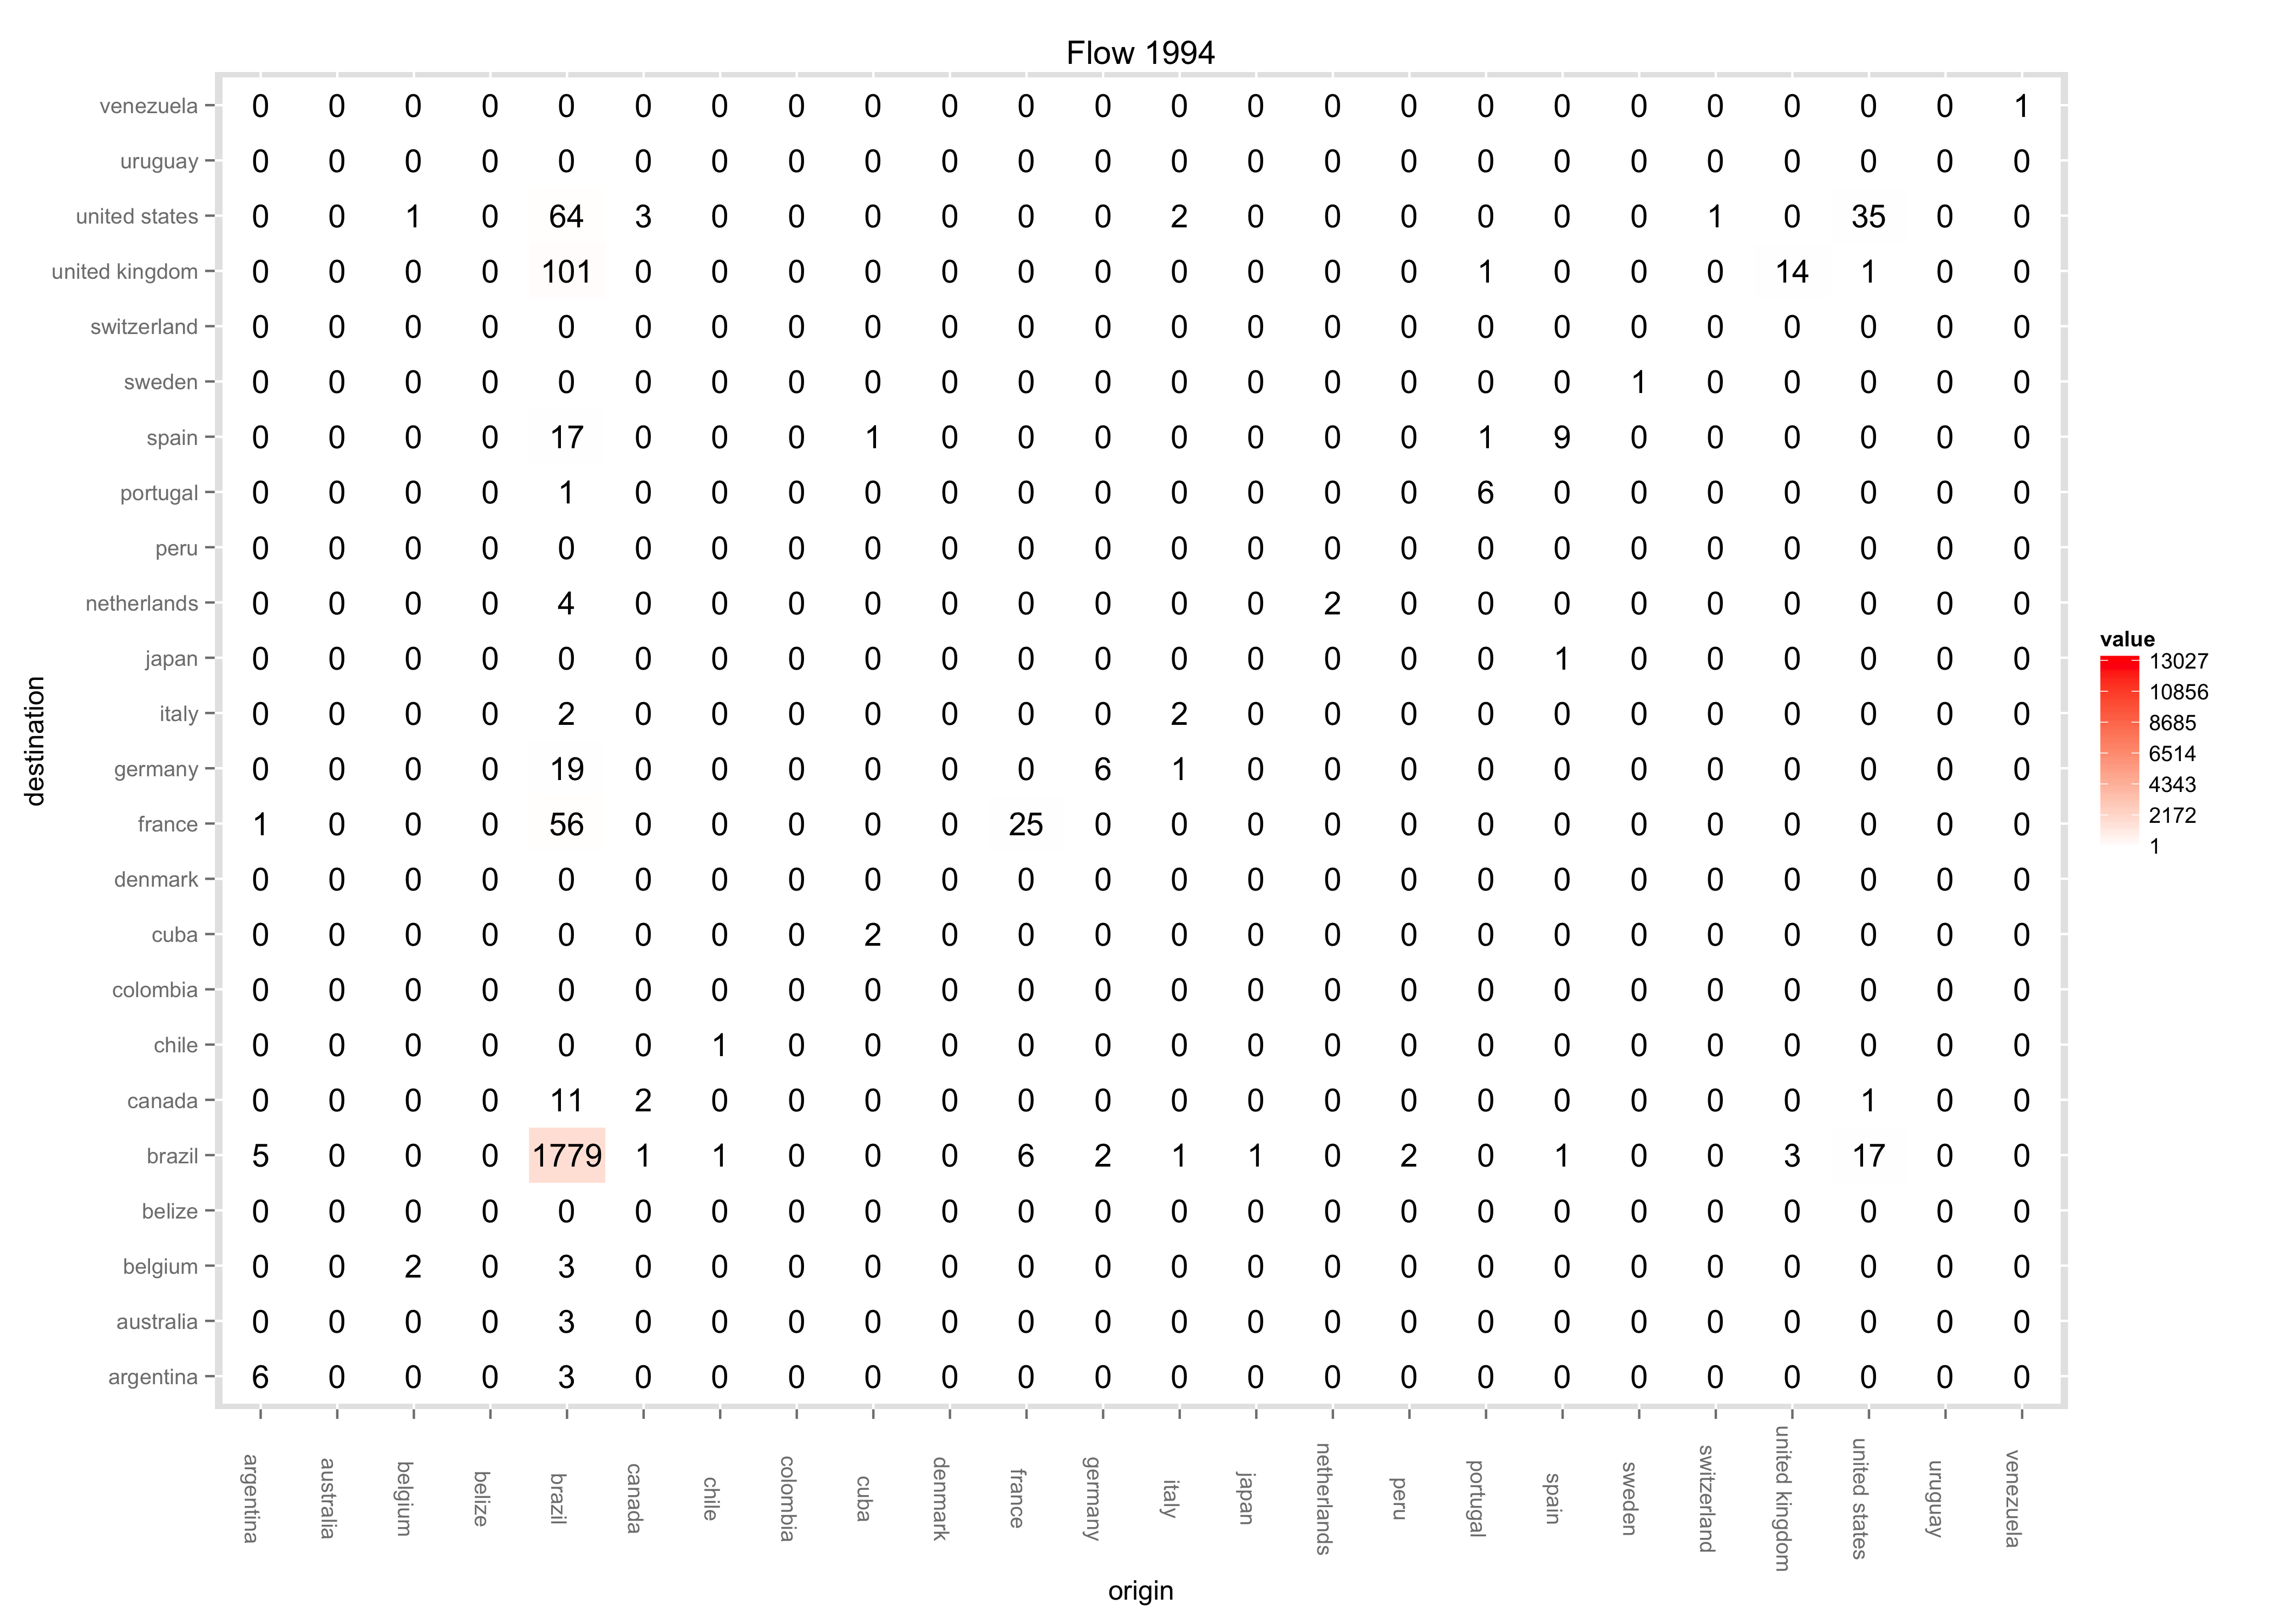 Flow 1994
venezuela 0 0 0 0 0 0 0 0 0 0 0 0 0 0 0 0 0 0 0 0 0 0 0 1
uruguay 0 0 0 0 0 0 0 0 0 0 0 0 0 0 0 0 0 0 0 0 0 0 0 0
united states 0 0 1 0 64 3 0 0 0 0 0 0 2 0 0 0 0 0 0 1 0 35 0 0
united kingdom 0 0 0 0 101 0 0 0 0 0 0 0 0 0 0 0 1 0 0 0 14 1 0 0
switzerland 0 0 0 0 0 0 0 0 0 0 0 0 0 0 0 0 0 0 0 0 0 0 0 0
sweden 0 0 0 0 0 0 0 0 0 0 0 0 0 0 0 0 0 0 1 0 0 0 0 0
spain 0 0 0 0 17 0 0 0 1 0 0 0 0 0 0 0 1 9 0 0 0 0 0 0
portugal 0 0 0 0 1 0 0 0 0 0 0 0 0 0 0 0 6 0 0 0 0 0 0 0
peru 0 0 0 0 0 0 0 0 0 0 0 0 0 0 0 0 0 0 0 0 0 0 0 0
netherlands 0 0 0 0 4 0 0 0 0 0 0 0 0 0 2 0 0 0 0 0 0 0 0 0
japan 0 0 0 0 0 0 0 0 0 0 0 0 0 0 0 0 0 1 0 0 0 0 0 0
italy 0 0 0 0 2 0 0 0 0 0 0 0 2 0 0 0 0 0 0 0 0 0 0 0
germany 0 0 0 0 19 0 0 0 0 0 0 6 1 0 0 0 0 0 0 0 0 0 0 0
france 1 0 0 0 56 0 0 0 0 0 25 0 0 0 0 0 0 0 0 0 0 0 0 0
denmark 0 0 0 0 0 0 0 0 0 0 0 0 0 0 0 0 0 0 0 0 0 0 0 0
cuba 0 0 0 0 0 0 0 0 2 0 0 0 0 0 0 0 0 0 0 0 0 0 0 0
colombia 0 0 0 0 0 0 0 0 0 0 0 0 0 0 0 0 0 0 0 0 0 0 0 0
chile 0 0 0 0 0 0 1 0 0 0 0 0 0 0 0 0 0 0 0 0 0 0 0 0
canada 0 0 0 0 11 2 0 0 0 0 0 0 0 0 0 0 0 0 0 0 0 1 0 0
brazil 5 0 0 0 1779 1 1 0 0 0 6 2 1 1 0 2 0 1 0 0 3 17 0 0
belize 0 0 0 0 0 0 0 0 0 0 0 0 0 0 0 0 0 0 0 0 0 0 0 0
belgium 0 0 2 0 3 0 0 0 0 0 0 0 0 0 0 0 0 0 0 0 0 0 0 0
australia 0 0 0 0 3 0 0 0 0 0 0 0 0 0 0 0 0 0 0 0 0 0 0 0
argentina 6 0 0 0 3 0 0 0 0 0 0 0 0 0 0 0 0 0 0 0 0 0 0 0
argentina australia belgium belize brazil canada chile colombia cuba denmark france germany italy japan netherlands peru portugal spain sweden switzerland united kingdom united states uruguay venezuela
origin
destination
value
13027
10856
8685
6514
4343
2172
1